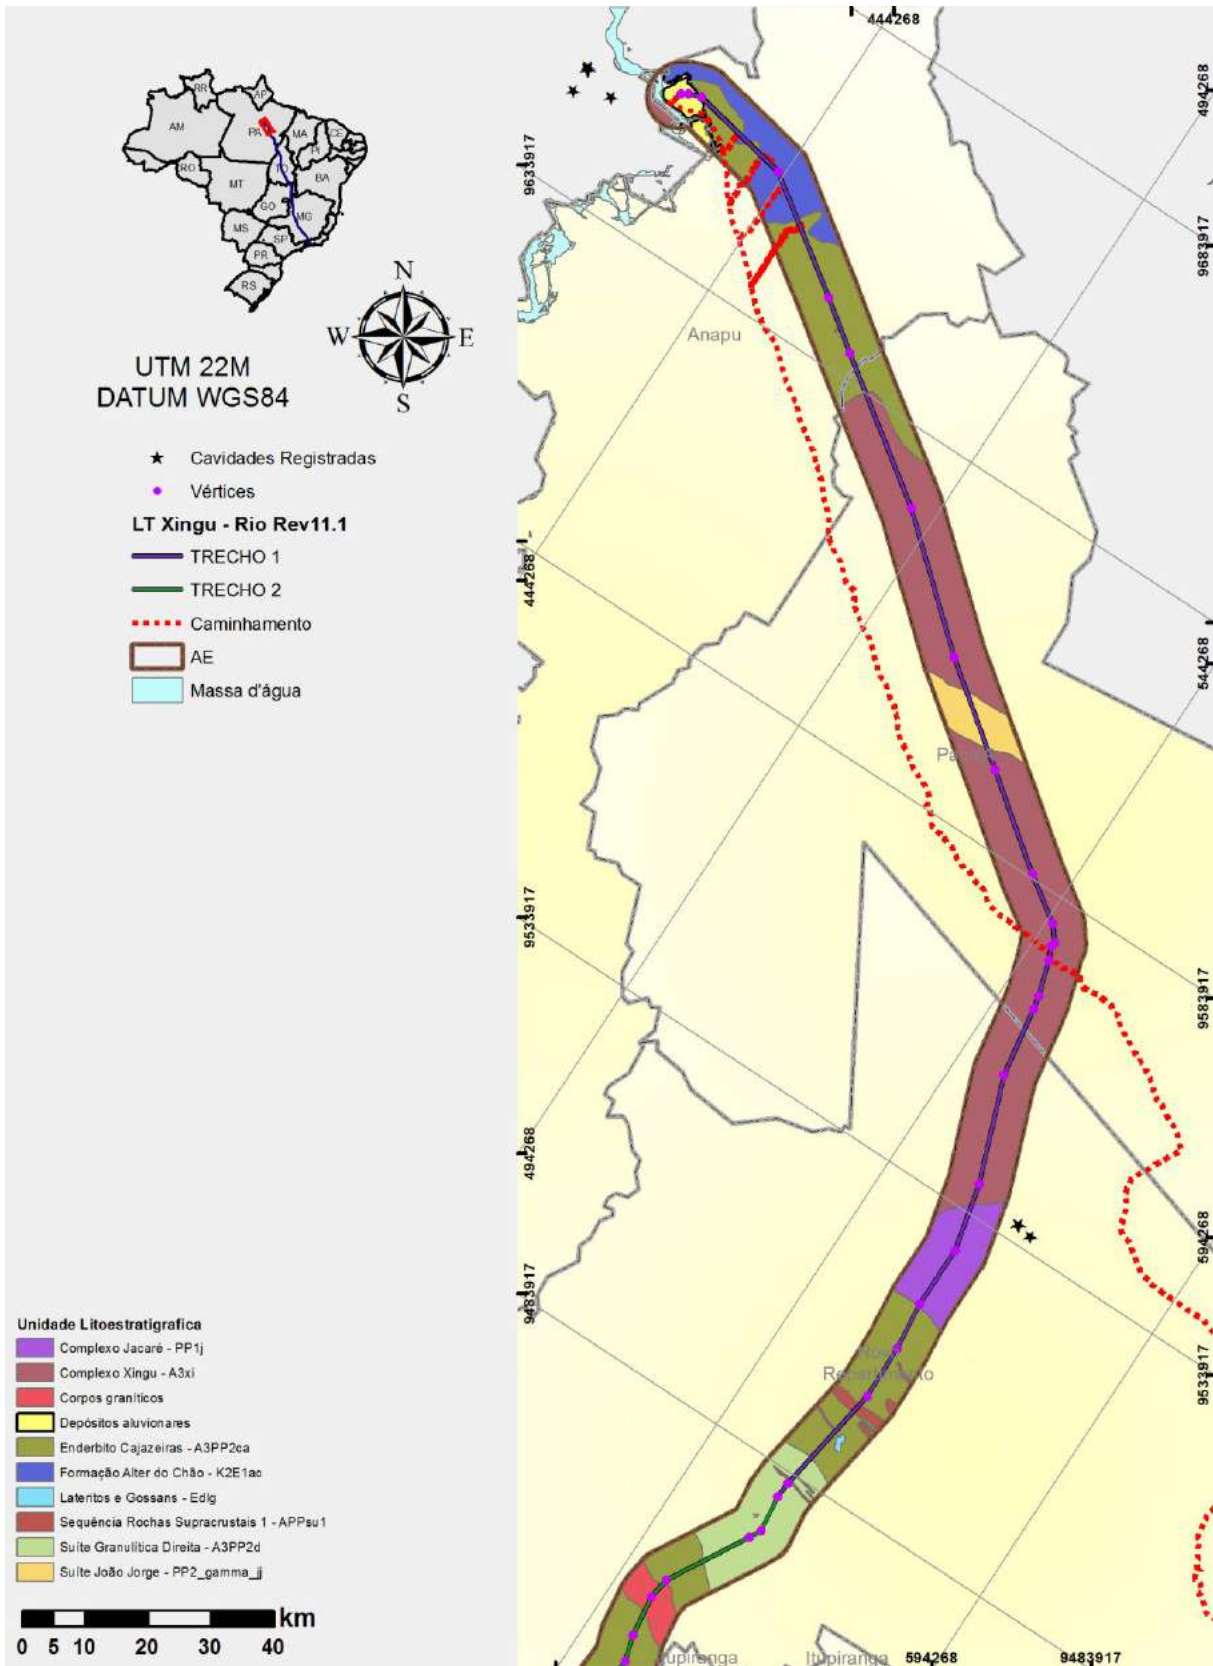 RR
AP
AM
PA
MA
CE
PI
RO
TO
MT
BA
GO
MG
MS
SP
PR
RS
N
W
E
S
UTM 22M
DATUM WGS84
Cavidades Registradas
Vértices
LT Xingu - Rio Rev11.1
TRECHO 1
TRECHO 2
Caminhamento
AE
Massa d'água
Unidade Litoestratigrafica
Complexo Jacaré - PP1j
Complexo Xingu - A3xi
Corpos graníticos
Depósitos aluvionares
Enderbito Cajazeiras - A3PP2ca
Formação Alter do Chão - K2E1ac
Lateritos e Gossans - Edlg
Sequência Rochas Supracrustais 1 - APPsu1
Suíte Granulítica Direita - A3PP2d
Suíte João Jorge - PP2_gamma_jj
km
0 5 10 20 30 40
444268
494268
9633917
9683917
Anapu
444268
544268
9533917
9583917
494268
594268
9483917
9533917
Novo
Repartimento
Itupiranga
Itupiranga
594268
9483917